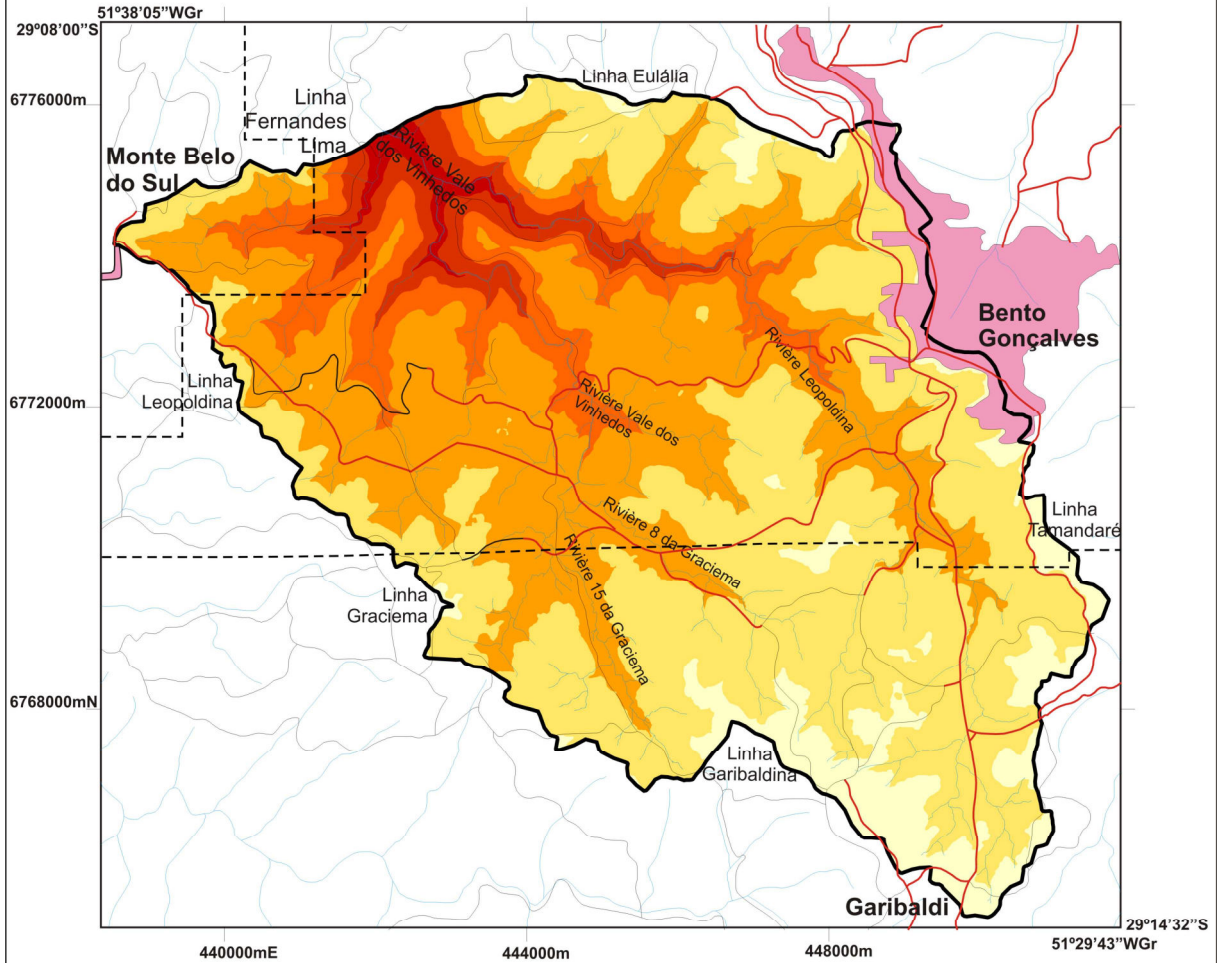 51°38’05”WGr
29°08’00”S
6776000m
Linha Eulália
Linha
Fernandes
Lima
Rivière Vale
dos Vinhedos
Monte Belo
do Sul
Bento
Gonçalves
Rivière Leopoldina
Linha
Leopoldina
6772000m
Rivière Vale dos
Vinhedos
Rivière 8 da Graciema
Linha
Tamandaré
Rivière 15 da Graciema
Linha
Graciema
6768000mN
Linha
Garibaldina
Garibaldi
29°14’32”S
51°29’43”WGr
440000mE
444000m
448000m